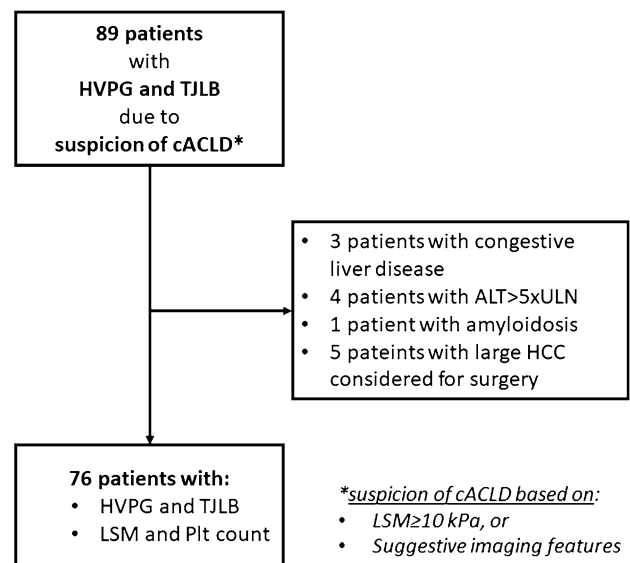 89 patients
with
HVPG and TJLB
due to
suspicion of cACLD*
• 3 patients with congestive
liver disease
• 4 patients with ALT>5xULN
• 1 patient with amyloidosis
• 5 pateints with large HCC
considered for surgery
76 patients with:
• HVPG and TJLB
• LSM and Plt count
*suspicion of cACLD based on:
• LSM≥10 kPa, or
• Suggestive imaging features